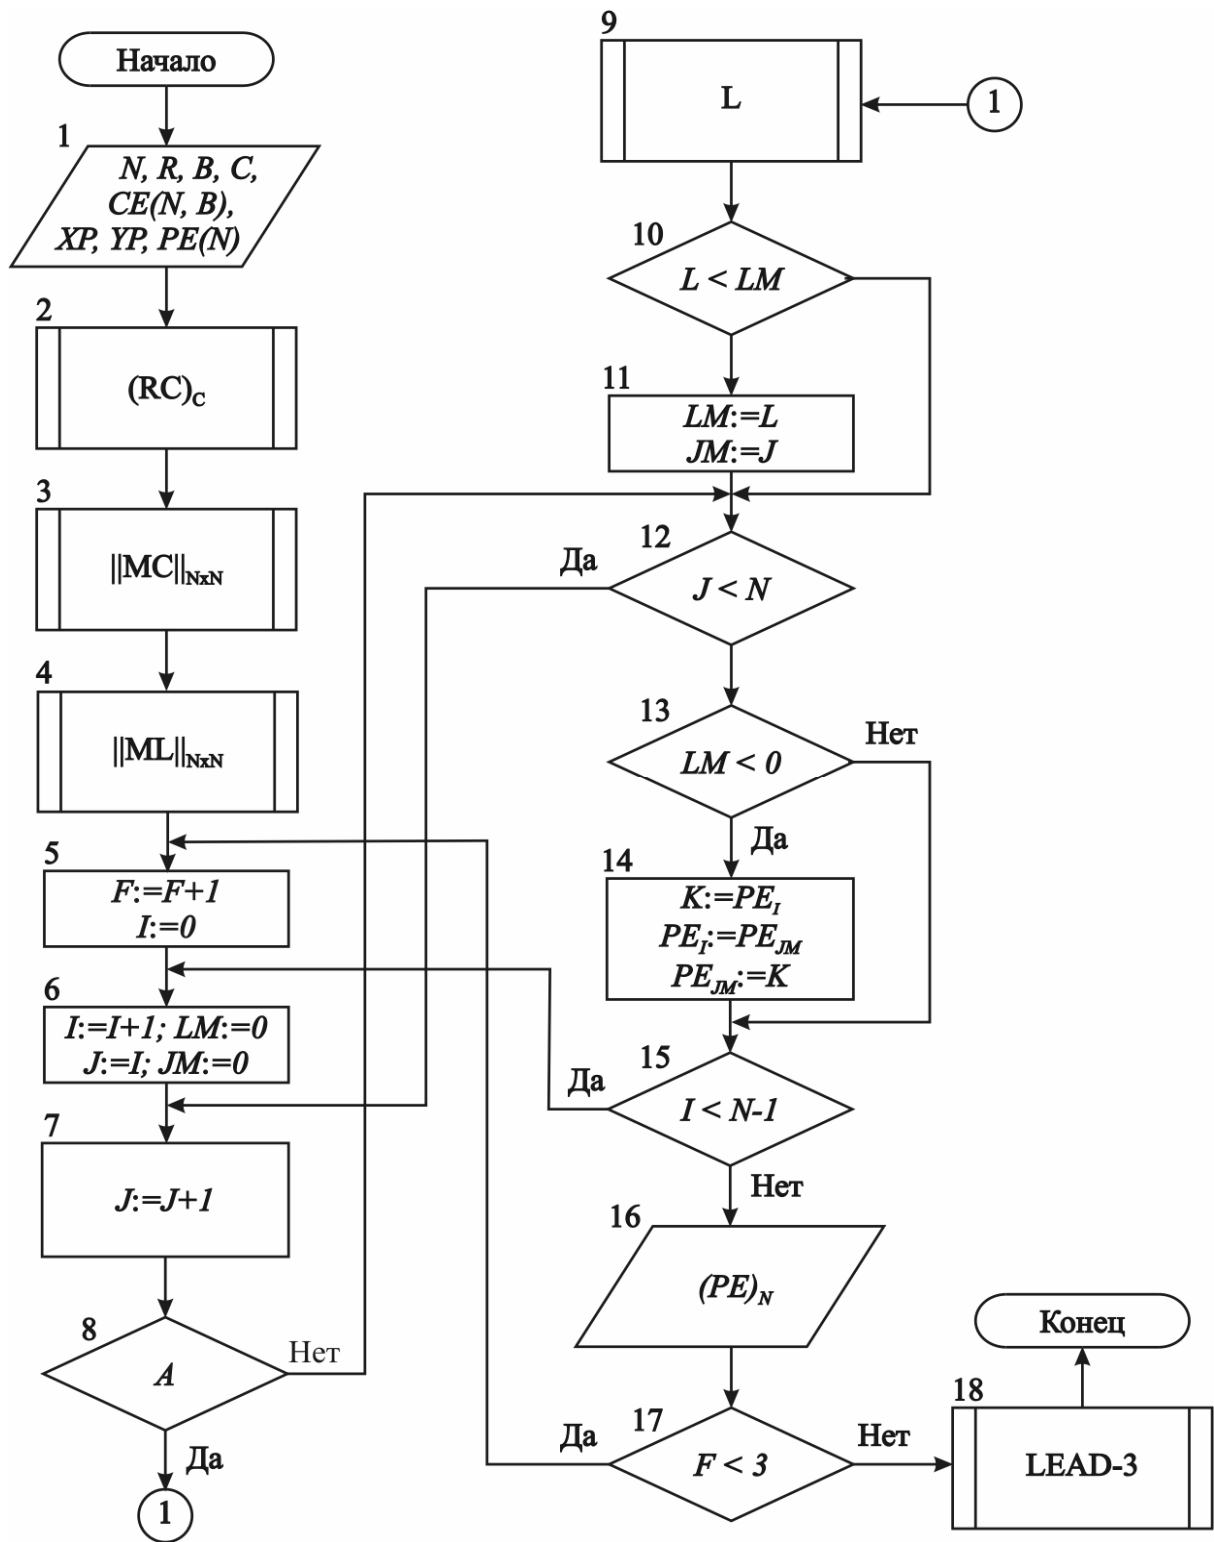 Начало
1
N, R, B, C,
CE(N, B),
XP, YP, PE(N)
2
(RC)C
3
||MC||NxN
4
||ML||NxN
5
F:=F+1
I:=0
6
I:=I+1; LM:=0
J:=I; JM:=0
7
J:=J+1
8
A
Нет
Да
1
9
L
1
10
L < LM
11
LM:=L
JM:=J
12
Да
J < N
13
LM < 0
Нет
Да
14
K:=PEI
PEI:=PEJM
PEJM:=K
15
Да
I < N-1
Нет
16
(PE)N
17
Да
F < 3
Нет
18
LEAD-3
Конец